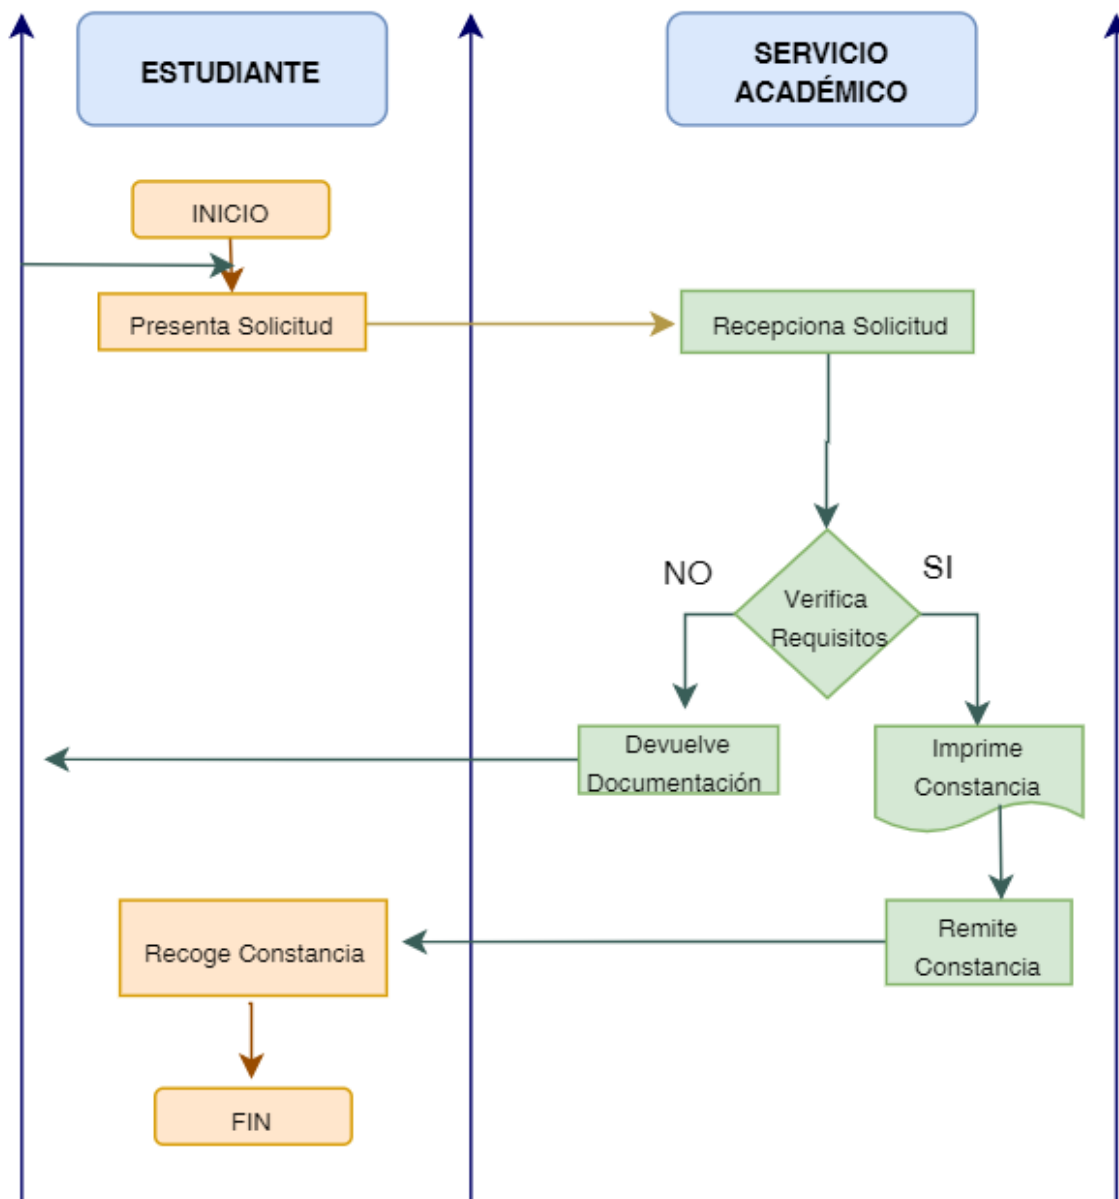 ESTUDIANTE
SERVICIO
ACADÉMICO
INICIO
Presenta Solicitud
Recepciona Solicitud
NO
SI
Verifica
Requisitos
Devuelve
Documentación
Imprime
Constancia
Recoge Constancia
Remite
Constancia
FIN